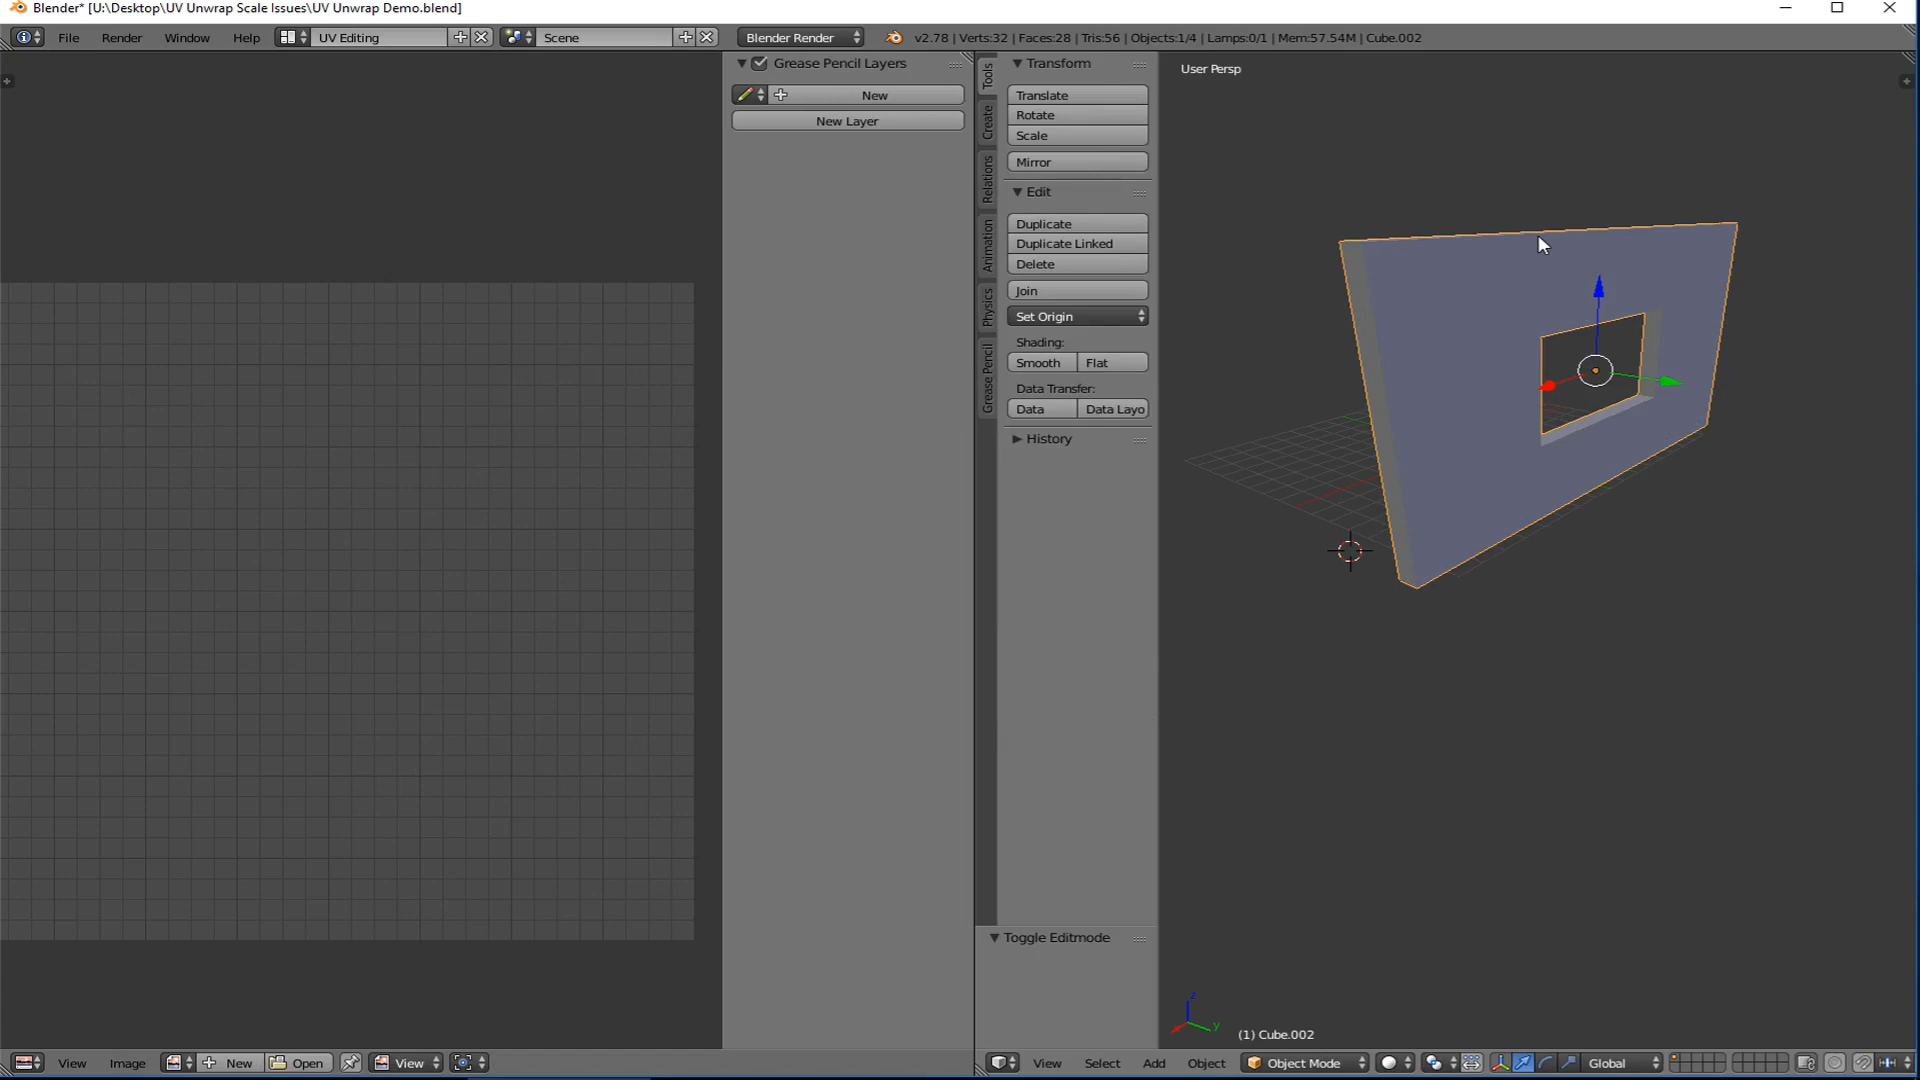 Blender* [U:\Desktop\UV Unwrap Scale Issues\UV Unwrap Demo.blend]
File Render Window Help UV Editing Scene Blender Render v2.78 | Verts:32 | Faces:28 | Tris:56 | Objects:1/4 | Lamps:0/1 | Mem:57.54M | Cube.002
Grease Pencil Layers
New
New Layer
Tools
Create
Relations
Animation
Physics
Grease Pencil
Transform
Translate
Rotate
Scale
Mirror
Edit
Duplicate
Duplicate Linked
Delete
Join
Set Origin
Shading:
Smooth Flat
Data Transfer:
Data Data Layo
History
Toggle Editmode
User Persp
z
y
(1) Cube.002
View Image New Open View
View Select Add Object Object Mode Global